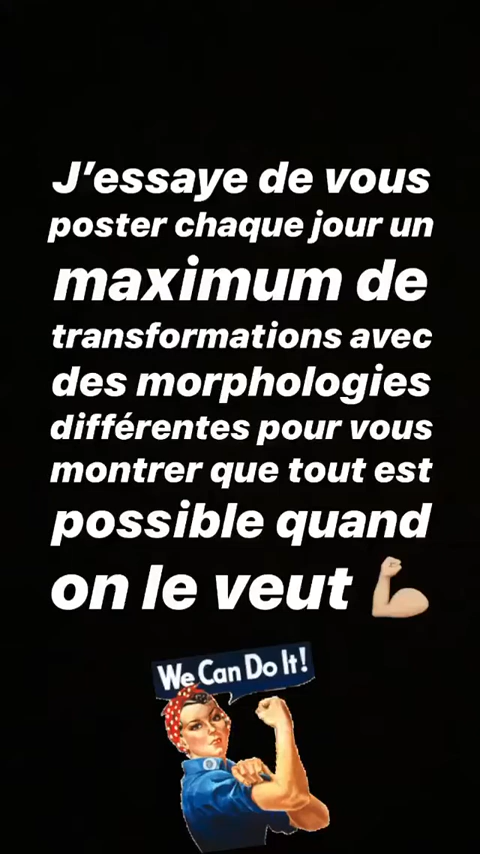 J'essaye de vous
poster chaque jour un
maximum de
transformations avec
des morphologies
différentes pour vous
montrer que tout est
possible quand
on le veut 💪🏼
We Can Do It!